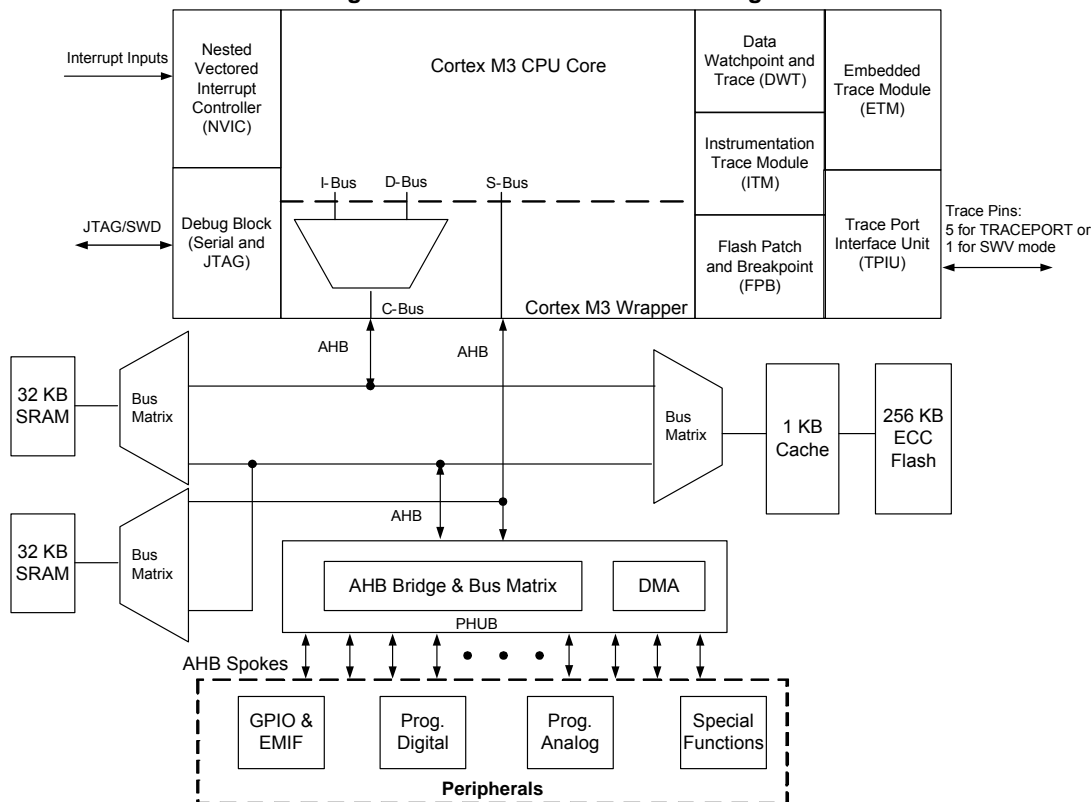 Interrupt Inputs
Nested
Vectored
Interrupt
Controller
(NVIC)
Cortex M3 CPU Core
Data
Watchpoint and
Trace (DWT)
Embedded
Trace Module
(ETM)
Instrumentation
Trace Module
(ITM)
I-Bus
D-Bus
S-Bus
JTAG/SWD
Debug Block
(Serial and
JTAG)
Flash Patch
and Breakpoint
(FPB)
Trace Port
Interface Unit
(TPIU)
Trace Pins:
5 for TRACEPORT or
1 for SWV mode
C-Bus
Cortex M3 Wrapper
AHB
AHB
32 KB
SRAM
Bus
Matrix
Bus
Matrix
1 KB
Cache
256 KB
ECC
Flash
AHB
32 KB
SRAM
Bus
Matrix
AHB Bridge & Bus Matrix
DMA
PHUB
AHB Spokes
GPIO &
EMIF
Prog.
Digital
Prog.
Analog
Special
Functions
Peripherals